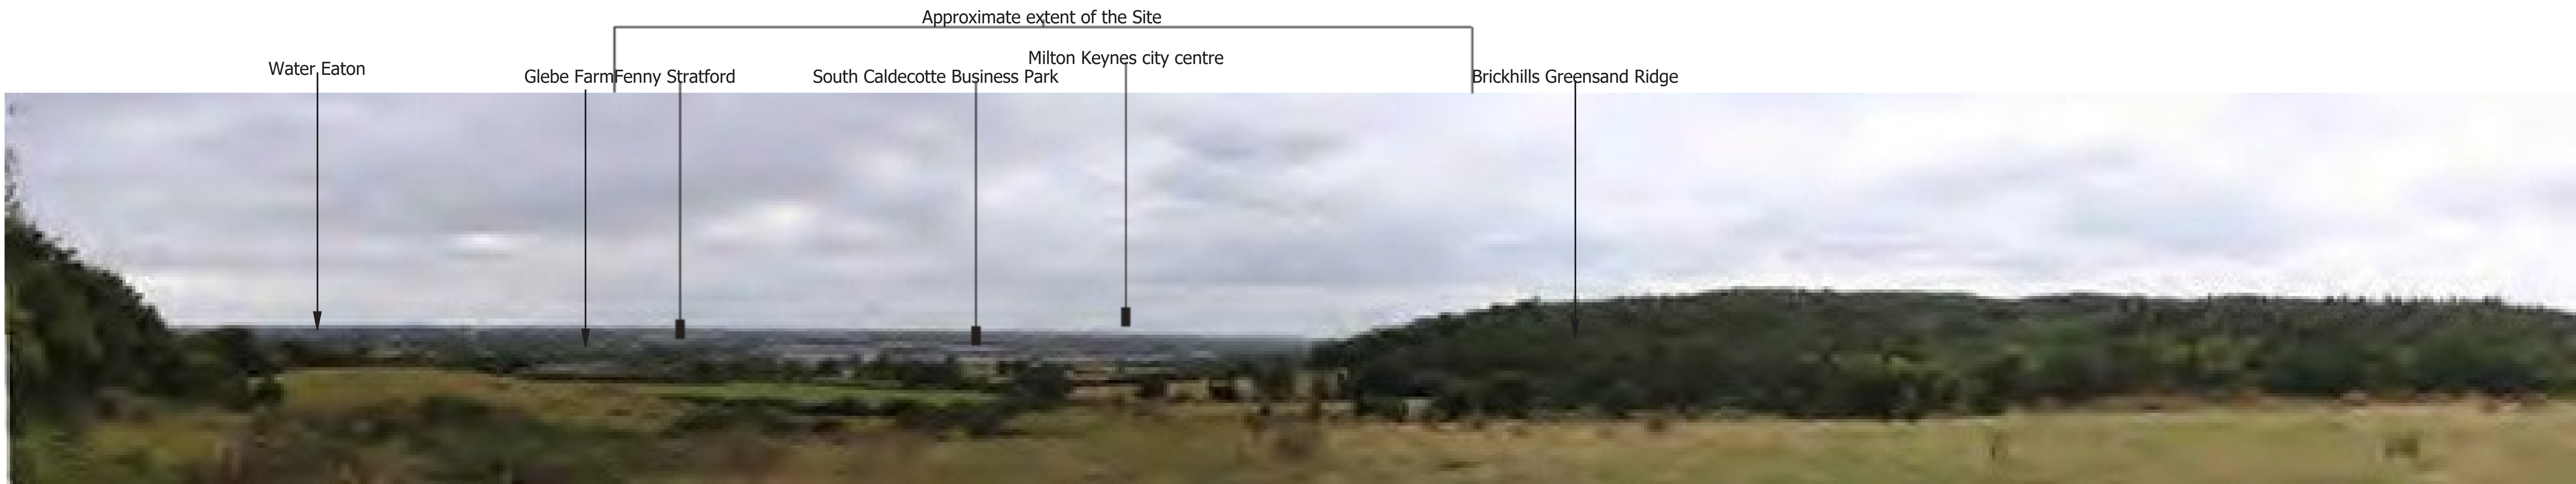 Approximate extent of the Site
Milton Keynes city centre
Water Eaton
Glebe Farm
Fenny Stratford
South Caldecotte Business Park
Brickhills Greensand Ridge